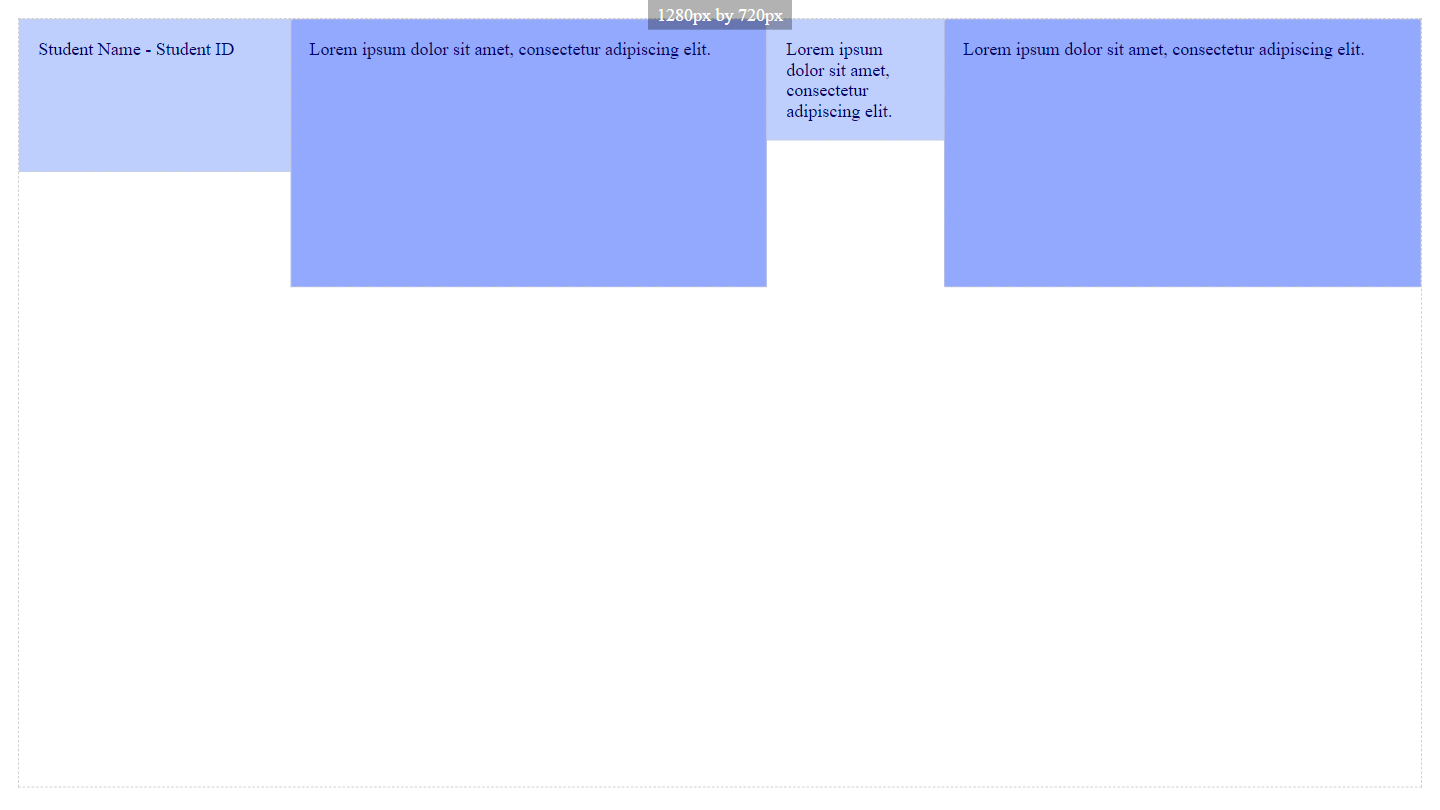 1280px by 720px
Student Name - Student ID
Lorem ipsum dolor sit amet, consectetur adipiscing elit.
Lorem ipsum
dolor sit amet,
consectetur
adipiscing elit.
Lorem ipsum dolor sit amet, consectetur adipiscing elit.